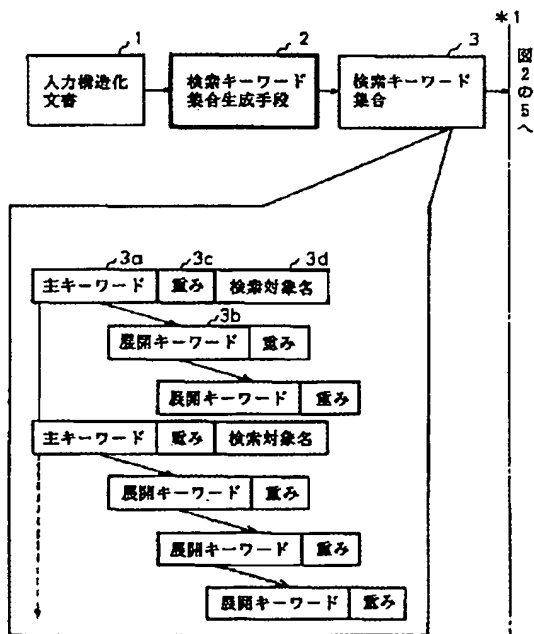 *1
1
2
3
入力構造化
文書
検索キーワード
集合生成手段
検索キーワード
集合
図2の5へ
3a
3c
3d
主キーワード 重み 検索対象名
3b
展開キーワード 重み
展開キーワード 重み
主キーワード 重み 検索対象名
展開キーワード 重み
展開キーワード 重み
展開キーワード 重み